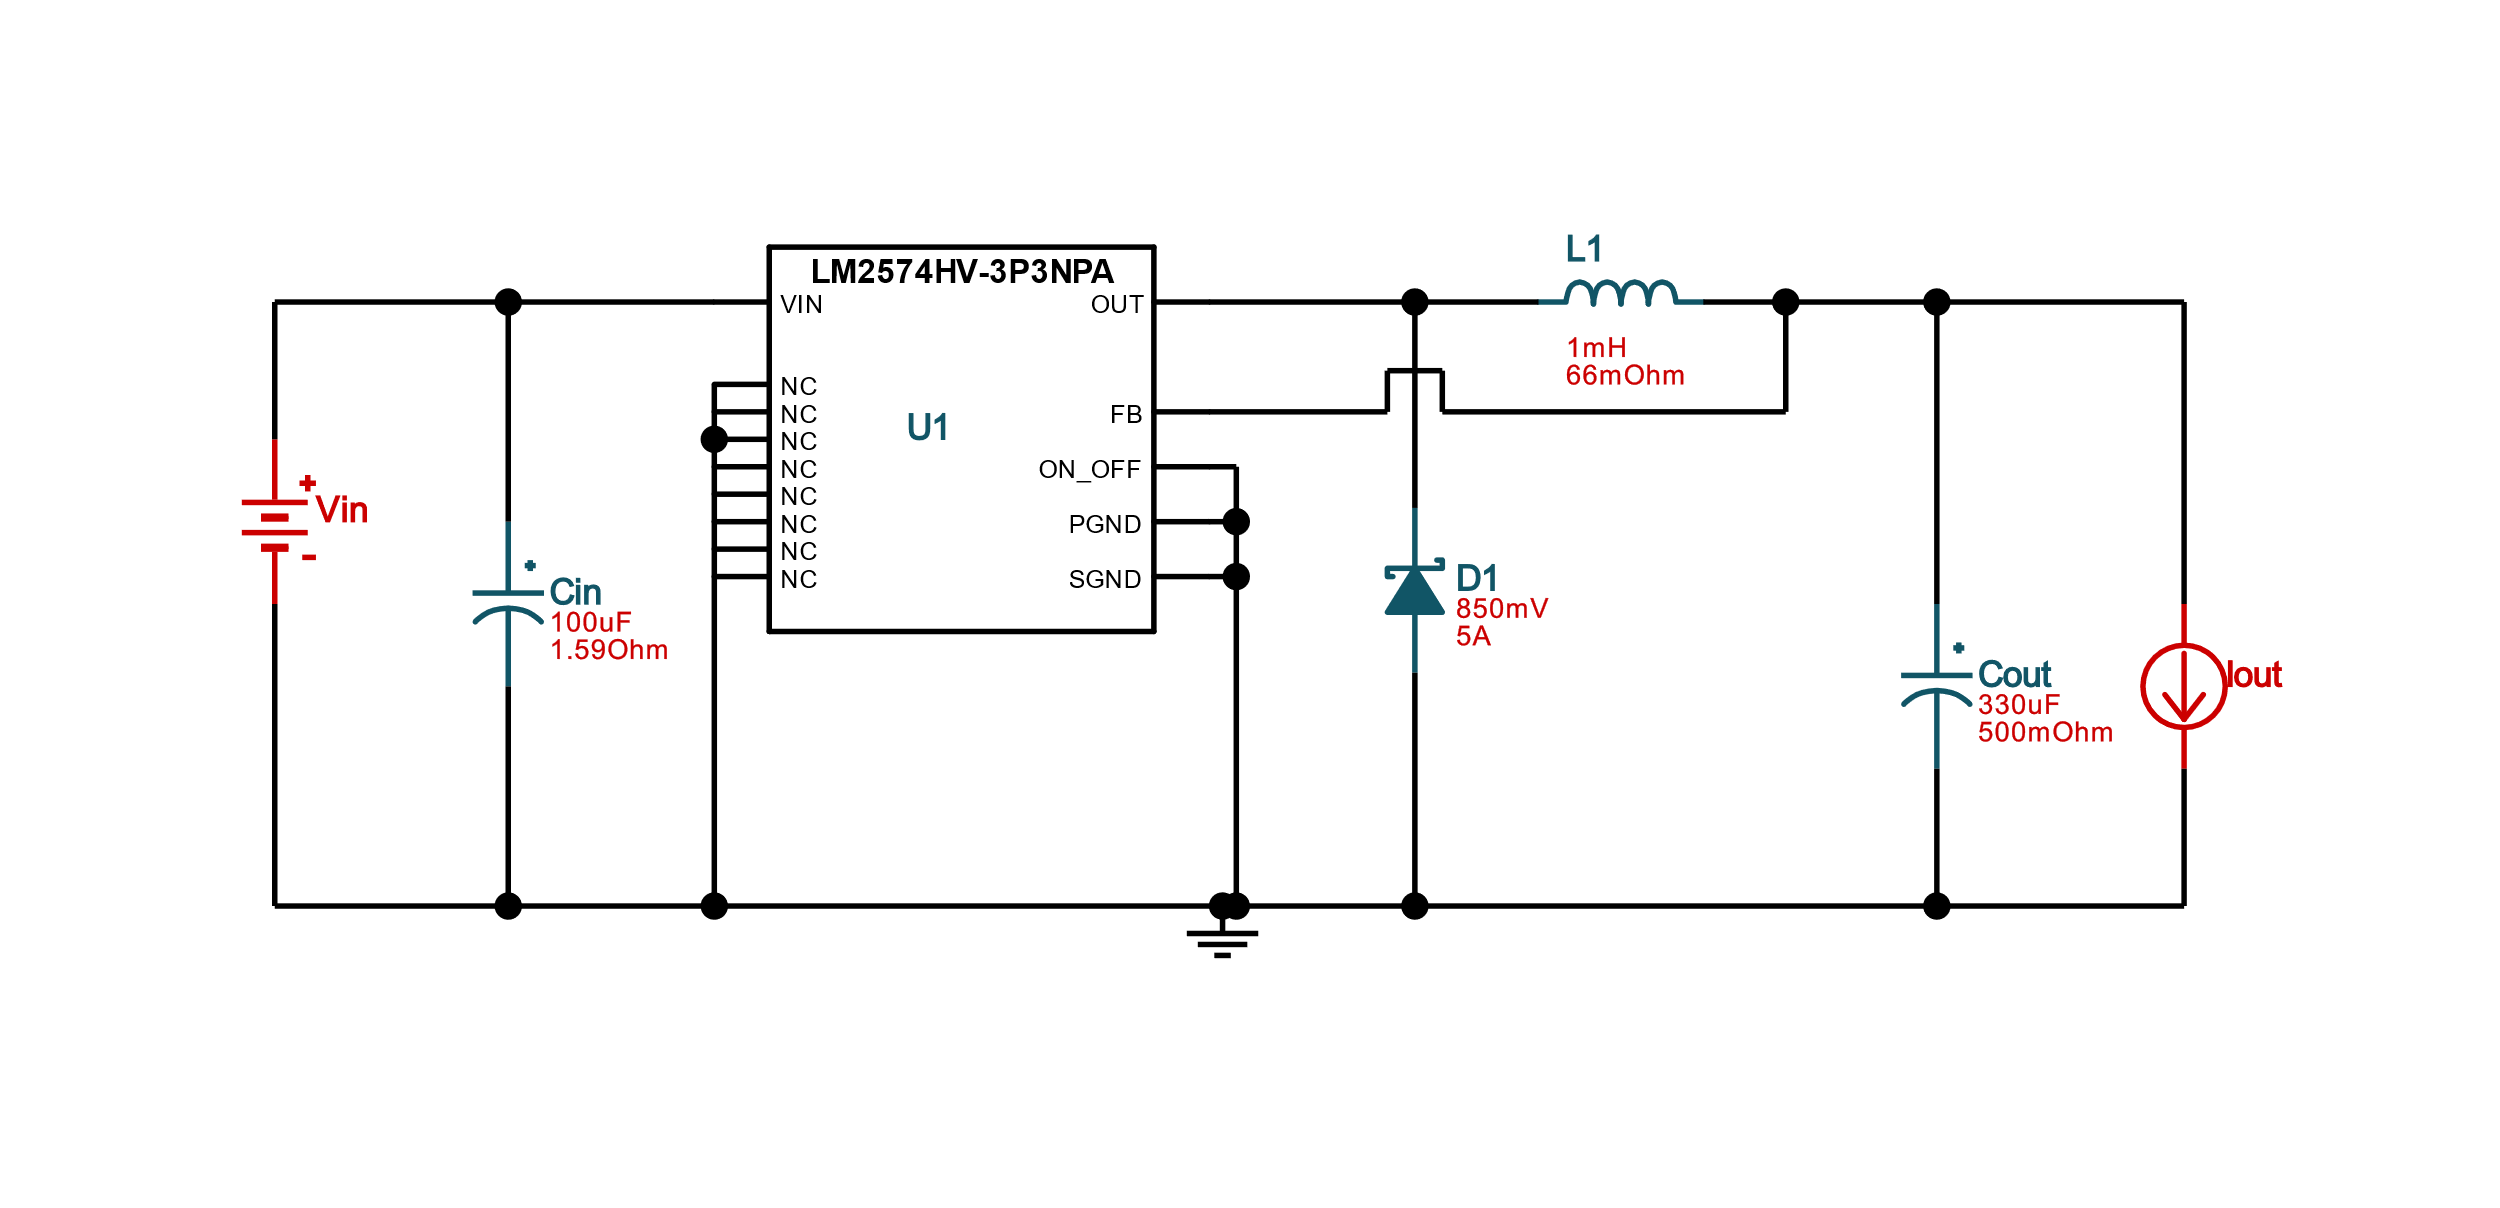 LM2574HV-3P3NPA
VIN
OUT
NC
NC
NC
NC
NC
NC
NC
NC
U1
FB
ON_OFF
PGND
SGND
L1
1mH
66mOhm
+
Vin
-
+
Cin
100uF
1.59Ohm
D1
850mV
5A
+
Cout
330uF
500mOhm
Iout